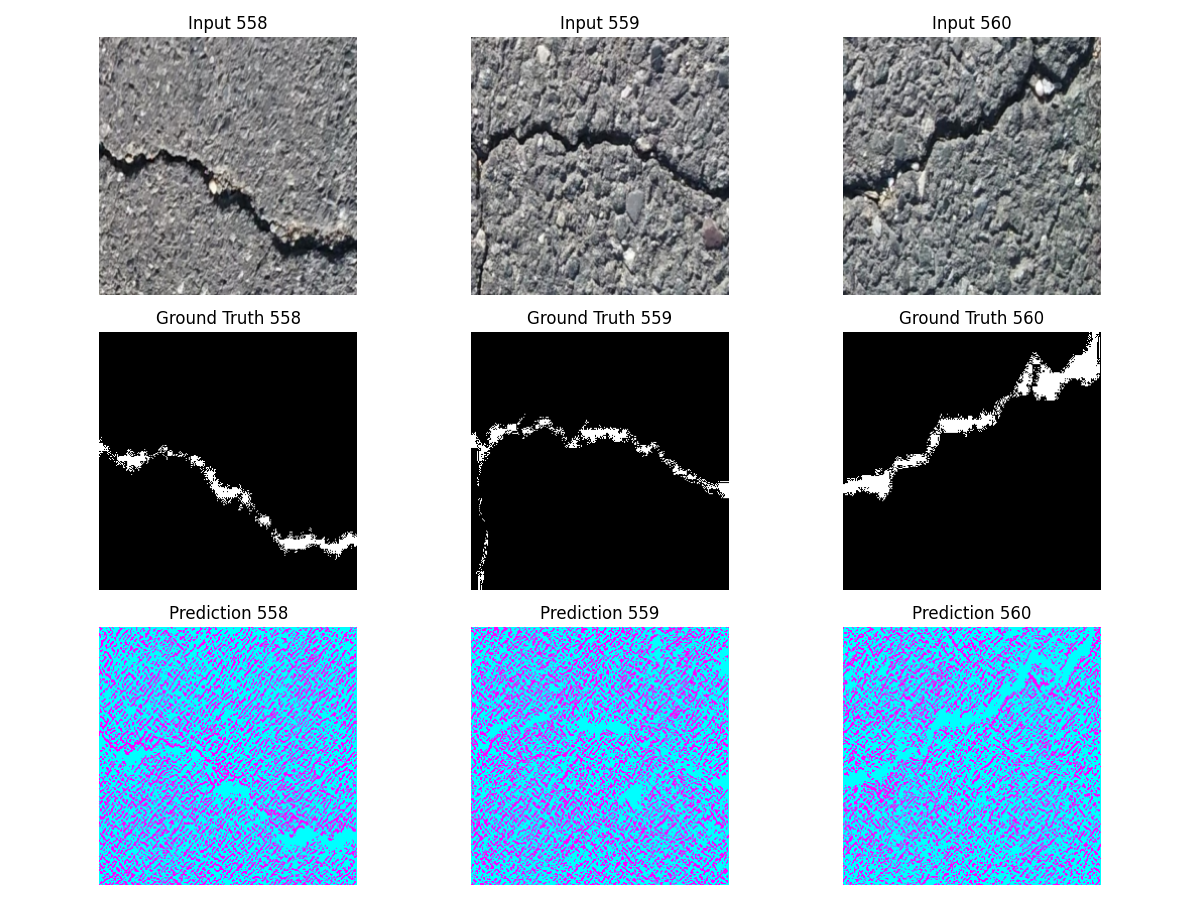 Input 558
Input 559
Input 560
Ground Truth 558
Ground Truth 559
Ground Truth 560
Prediction 558
Prediction 559
Prediction 560